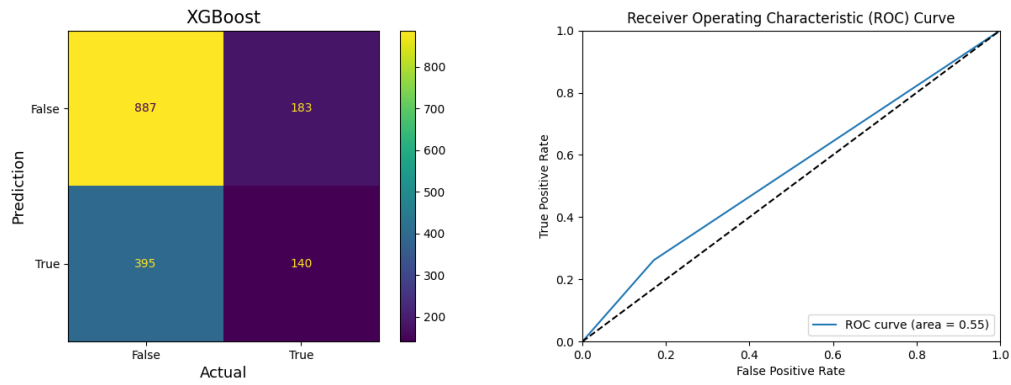 XGBoost
False
887
183
True
395
140
Prediction
False
True
Actual
800
700
600
500
400
300
200
Receiver Operating Characteristic (ROC) Curve
1.0
0.8
0.6
0.4
0.2
0.0
True Positive Rate
ROC curve (area = 0.55)
0.0 0.2 0.4 0.6 0.8 1.0
False Positive Rate